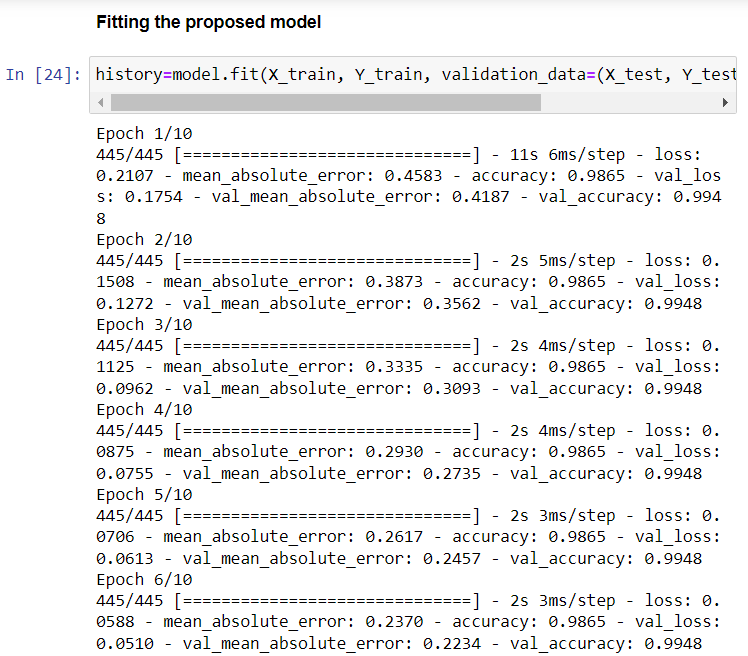 Fitting the proposed model
In [24]: history=model.fit(X_train, Y_train, validation_data=(X_test, Y_test
Epoch 1/10
445/445 [==============================] - 11s 6ms/step - loss:
0.2107 - mean_absolute_error: 0.4583 - accuracy: 0.9865 - val_los
s: 0.1754 - val_mean_absolute_error: 0.4187 - val_accuracy: 0.994
8
Epoch 2/10
445/445 [==============================] - 2s 5ms/step - loss: 0.
1508 - mean_absolute_error: 0.3873 - accuracy: 0.9865 - val_loss:
0.1272 - val_mean_absolute_error: 0.3562 - val_accuracy: 0.9948
Epoch 3/10
445/445 [==============================] - 2s 4ms/step - loss: 0.
1125 - mean_absolute_error: 0.3335 - accuracy: 0.9865 - val_loss:
0.0962 - val_mean_absolute_error: 0.3093 - val_accuracy: 0.9948
Epoch 4/10
445/445 [==============================] - 2s 4ms/step - loss: 0.
0875 - mean_absolute_error: 0.2930 - accuracy: 0.9865 - val_loss:
0.0755 - val_mean_absolute_error: 0.2735 - val_accuracy: 0.9948
Epoch 5/10
445/445 [==============================] - 2s 3ms/step - loss: 0.
0706 - mean_absolute_error: 0.2617 - accuracy: 0.9865 - val_loss:
0.0613 - val_mean_absolute_error: 0.2457 - val_accuracy: 0.9948
Epoch 6/10
445/445 [==============================] - 2s 3ms/step - loss: 0.
0588 - mean_absolute_error: 0.2370 - accuracy: 0.9865 - val_loss:
0.0510 - val_mean_absolute_error: 0.2234 - val_accuracy: 0.9948